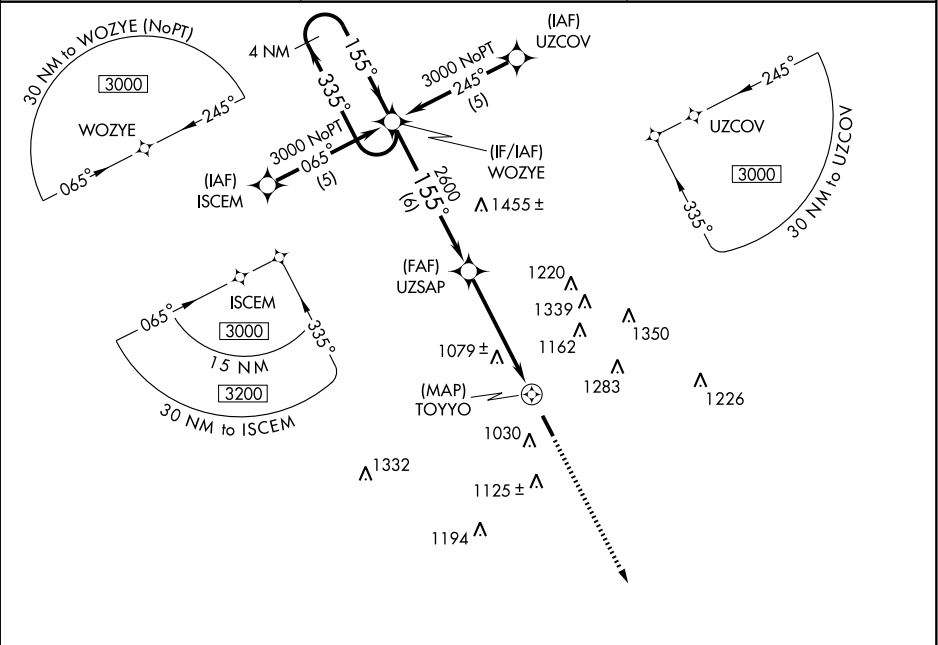 30 NM to WOZYE (NoPT)
3000
245°
WOZYE
065°
4 NM
155°
335°
(IAF)
UZCOV
3000 NoPT
245°
(5)
3000 NoPT
065°
(5)
(IAF)
ISCEM
(IF/IAF)
WOZYE
2600
155°
(6)
1455 ±
245°
UZCOV
3000
335°
30 NM to UZCOV
(FAF)
UZSAP
1220
1339
1162
1350
1283
1226
1079 ±
(MAP)
TOYYO
1030
1125 ±
1194
1332
ISCEM
065°
3000
335°
15 NM
3200
30 NM to ISCEM